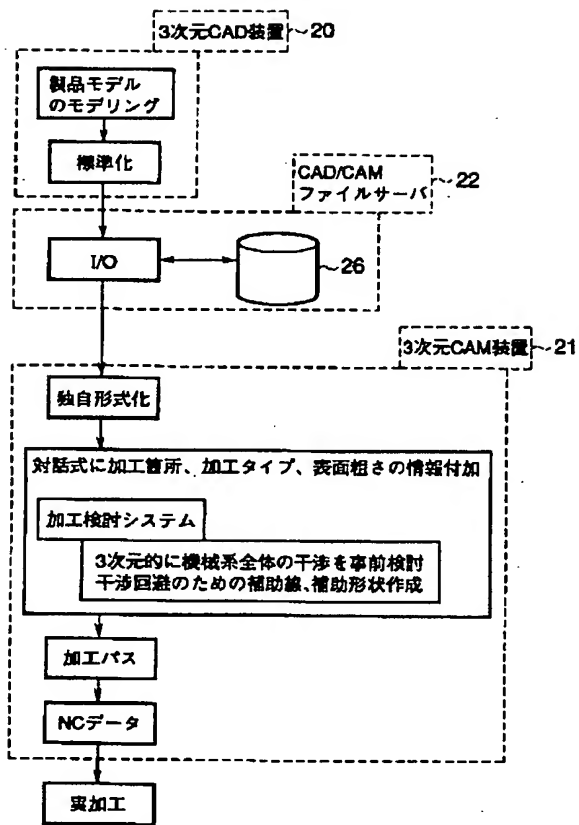 3次元CAD装置
20
製品モデル
のモデリング
標準化
CAD/CAM
ファイルサーバ
22
I/O
26
3次元CAM装置
21
独自形式化
対話式に加工箇所、加工タイプ、表面粗さの情報付加
加工検討システム
3次元的に機械系全体の干渉を事前検討
干渉回避のための補助線、補助形状作成
加工パス
NCデータ
実加工